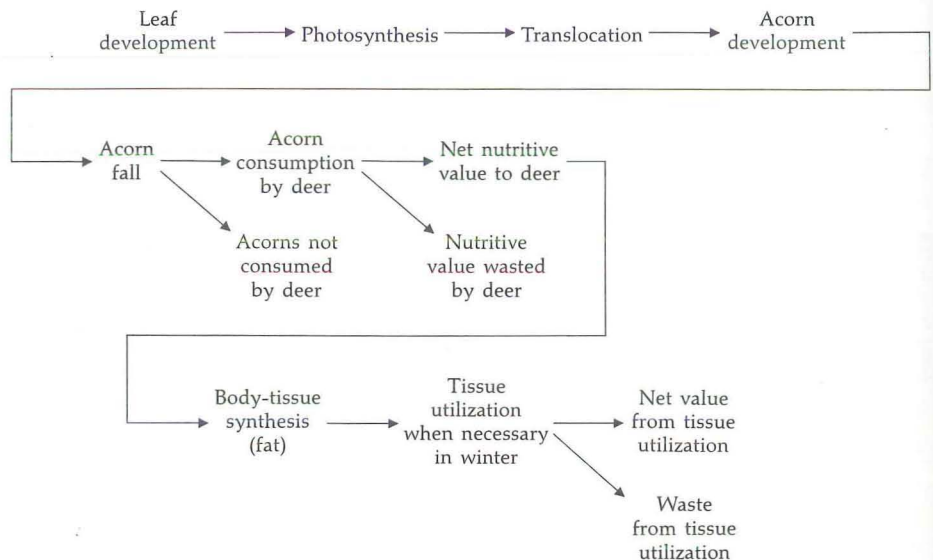 Leaf
development
Photosynthesis
Translocation
Acorn
development
Acorn
fall
Acorn
consumption
by deer
Net nutritive
value to deer
Acorns not
consumed
by deer
Nutritive
value wasted
by deer
Body-tissue
synthesis
(fat)
Tissue
utilization
when necessary
in winter
Net value
from tissue
utilization
Waste
from tissue
utilization